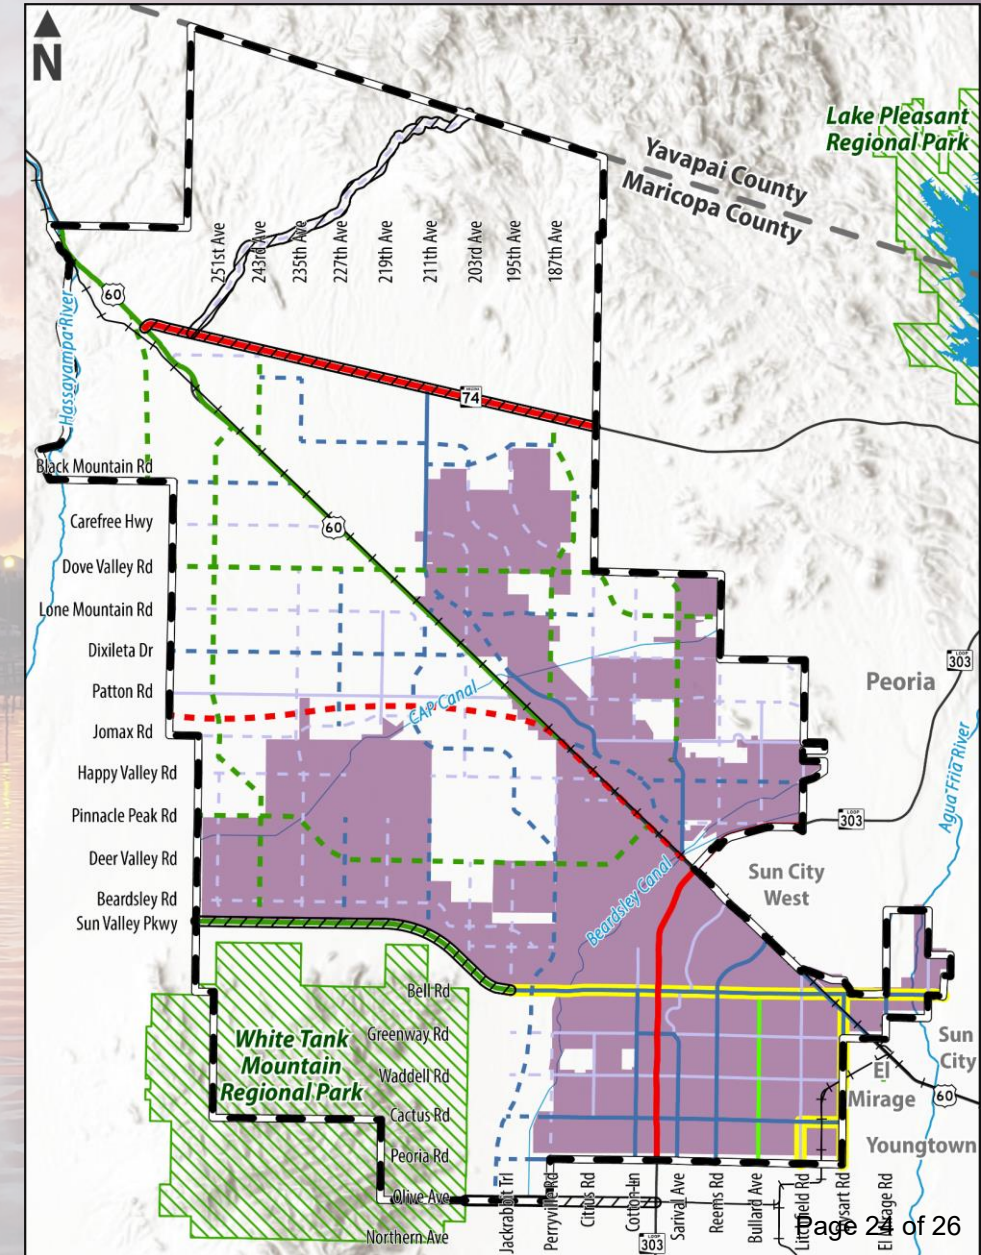 N
Lake Pleasant
Regional Park
Yavapai County
Maricopa County
251st Ave
243rd Ave
235th Ave
227th Ave
219th Ave
211th Ave
203rd Ave
195th Ave
187th Ave
60
Hassayampa River
74
Black Mountain Rd
Carefree Hwy
60
Dove Valley Rd
Lone Mountain Rd
Dixileta Dr
Patton Rd
CAP Canal
Peoria
LOOP
303
Jomax Rd
Happy Valley Rd
Pinnacle Peak Rd
LOOP
303
Agua Fria River
Deer Valley Rd
Beardsley Rd
Sun Valley Pkwy
Beardsley Canal
Sun City
West
Bell Rd
Greenway Rd
White Tank
Mountain
Regional Park
Waddell Rd
Cactus Rd
Peoria Rd
Olive Ave
Northern Ave
Sun
City
El
Mirage
60
Youngtown
Jackrabbit Trl
Perryville Rd
Citrus Rd
Cotton Ln
LOOP
303
Sarival Ave
Reems Rd
Bullard Ave
Litchfield Rd
Dysart Rd
El Mirage Rd
Page 24 of 26